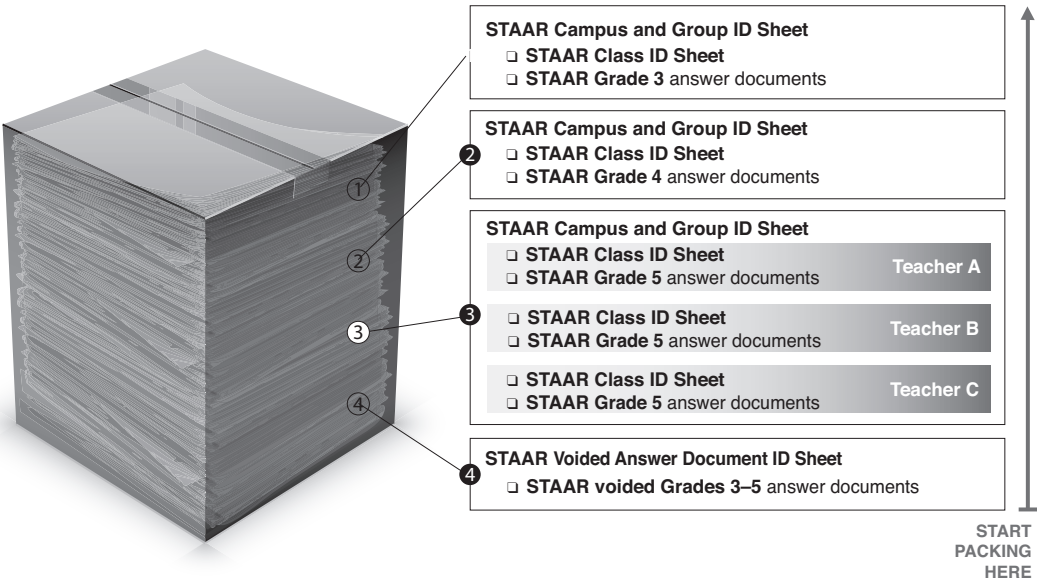 STAAR Campus and Group ID Sheet
❑ STAAR Class ID Sheet
❑ STAAR Grade 3 answer documents
①
STAAR Campus and Group ID Sheet
❷
❑ STAAR Class ID Sheet
❑ STAAR Grade 4 answer documents
②
STAAR Campus and Group ID Sheet
❑ STAAR Class ID Sheet
❑ STAAR Grade 5 answer documents
Teacher A
③
❸
❑ STAAR Class ID Sheet
❑ STAAR Grade 5 answer documents
Teacher B
❑ STAAR Class ID Sheet
❑ STAAR Grade 5 answer documents
Teacher C
④
STAAR Voided Answer Document ID Sheet
❹
❑ STAAR voided Grades 3–5 answer documents
START
PACKING
HERE